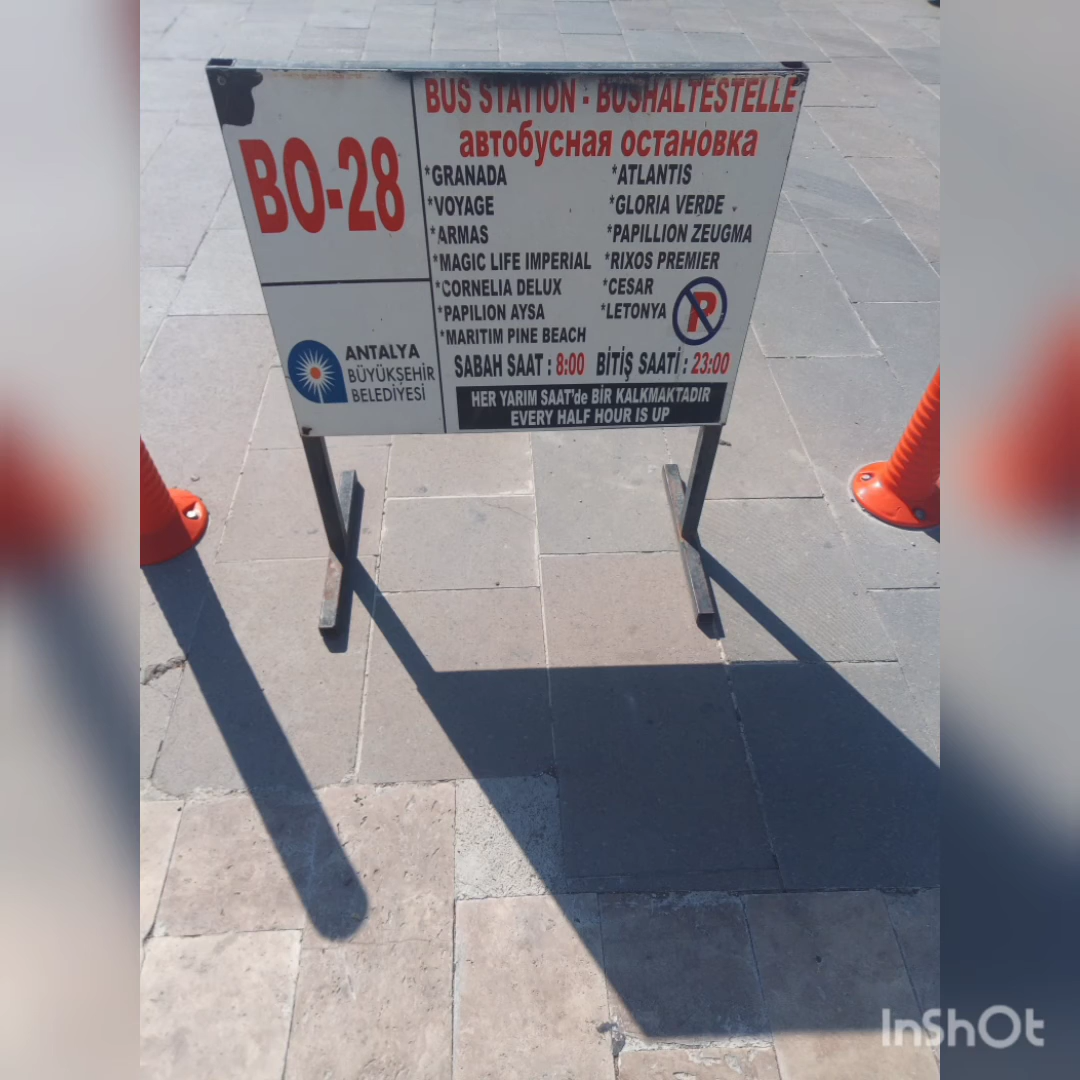 BO-28
BUS STATION - BUSHALTESTELLE
автобусная остановка
*GRANADA
*VOYAGE
*ARMAS
*MAGIC LIFE IMPERIAL
*CORNELIA DELUX
*PAPILION AYSA
*MARITIM PINE BEACH
*ATLANTIS
*GLORIA VERDE
*PAPILLION ZEUGMA
*RIXOS PREMIER
*CESAR
*LETONYA
P
SABAH SAAT : 8:00 BİTİŞ SAATİ : 23:00
HER YARIM SAAT'de BİR KALKMAKTADIR
EVERY HALF HOUR IS UP
ANTALYA
BÜYÜKŞEHİR
BELEDİYESİ
InShOt